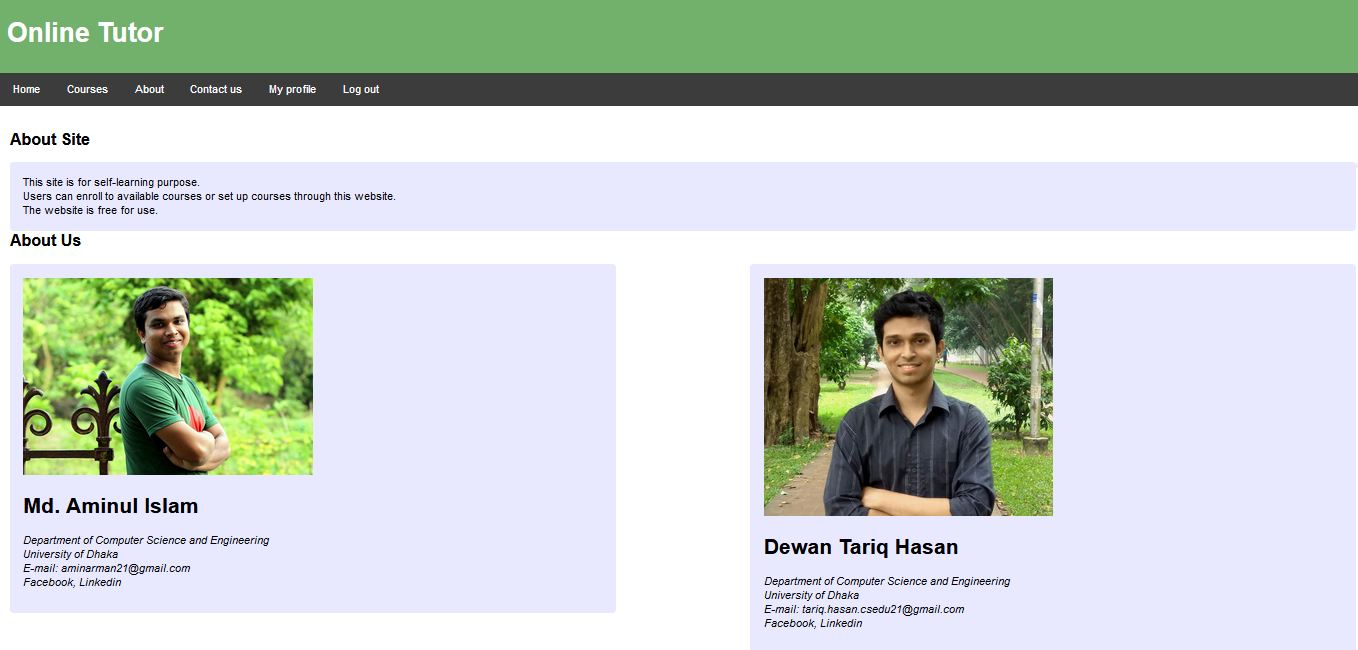 Online Tutor
Home Courses About Contact us My profile Log out
About Site
This site is for self-learning purpose.
Users can enroll to available courses or set up courses through this website.
The website is free for use.
About Us
Md. Aminul Islam
Department of Computer Science and Engineering
University of Dhaka
E-mail: aminarman21@gmail.com
Facebook, Linkedin
Dewan Tariq Hasan
Department of Computer Science and Engineering
University of Dhaka
E-mail: tariq.hasan.csedu21@gmail.com
Facebook, Linkedin